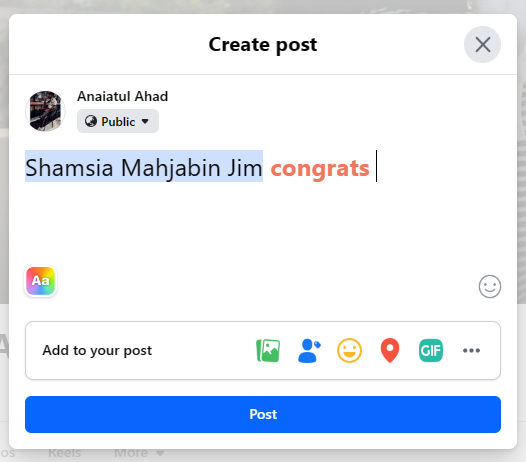 Create post
Anaiatul Ahad
Public
Shamsia Mahjabin Jim congrats
Aa
Add to your post
GIF
Post
Reels
More